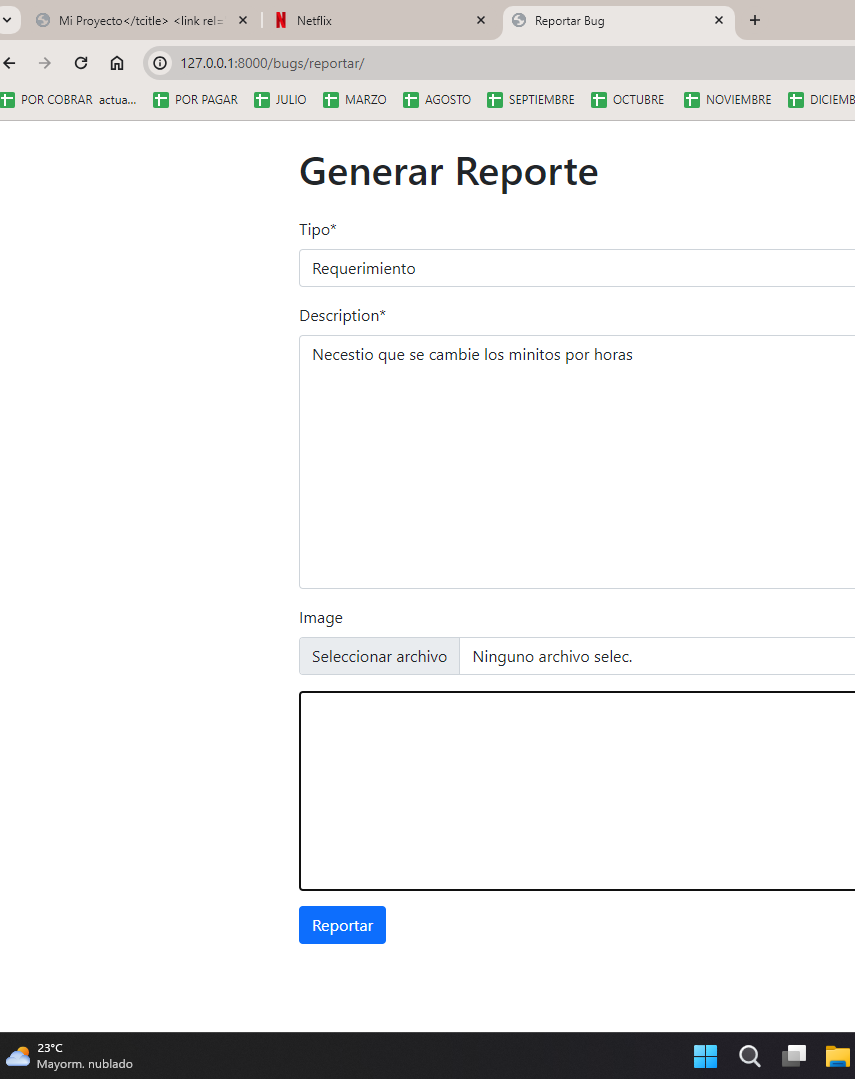 Mi Proyecto</tcitle> <link rel=
Netflix
Reportar Bug
127.0.0.1:8000/bugs/reportar/
POR COBRAR actua...
POR PAGAR
JULIO
MARZO
AGOSTO
SEPTIEMBRE
OCTUBRE
NOVIEMBRE
DICIEMB
Generar Reporte
Tipo*
Requerimiento
Description*
Necestio que se cambie los minitos por horas
Image
Seleccionar archivo
Ninguno archivo selec.
Reportar
23°C
Mayorm. nublado